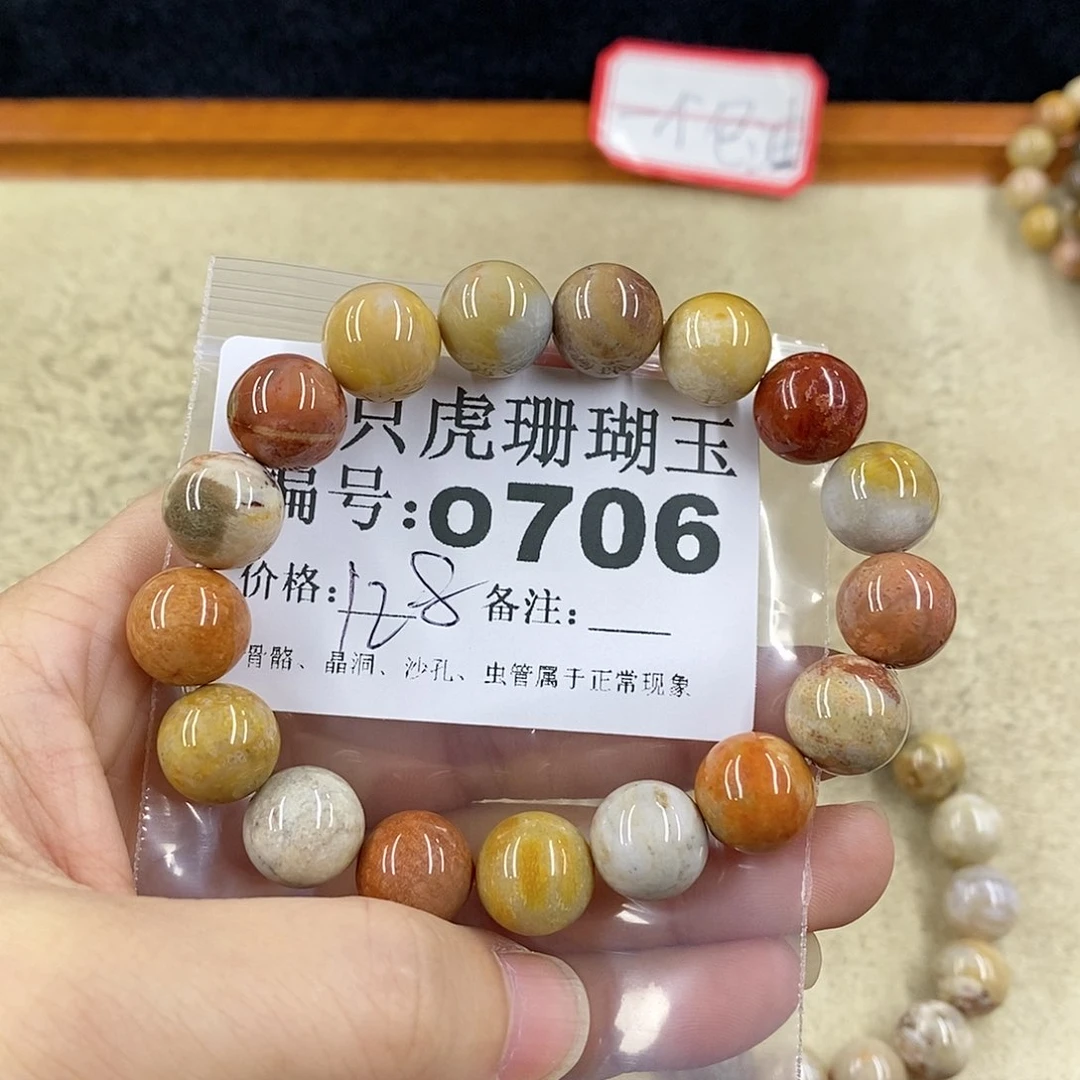 只虎珊瑚玉
编号:0706
价格:128 备注:___
骨骼、晶洞、沙孔、虫管属于正常现象